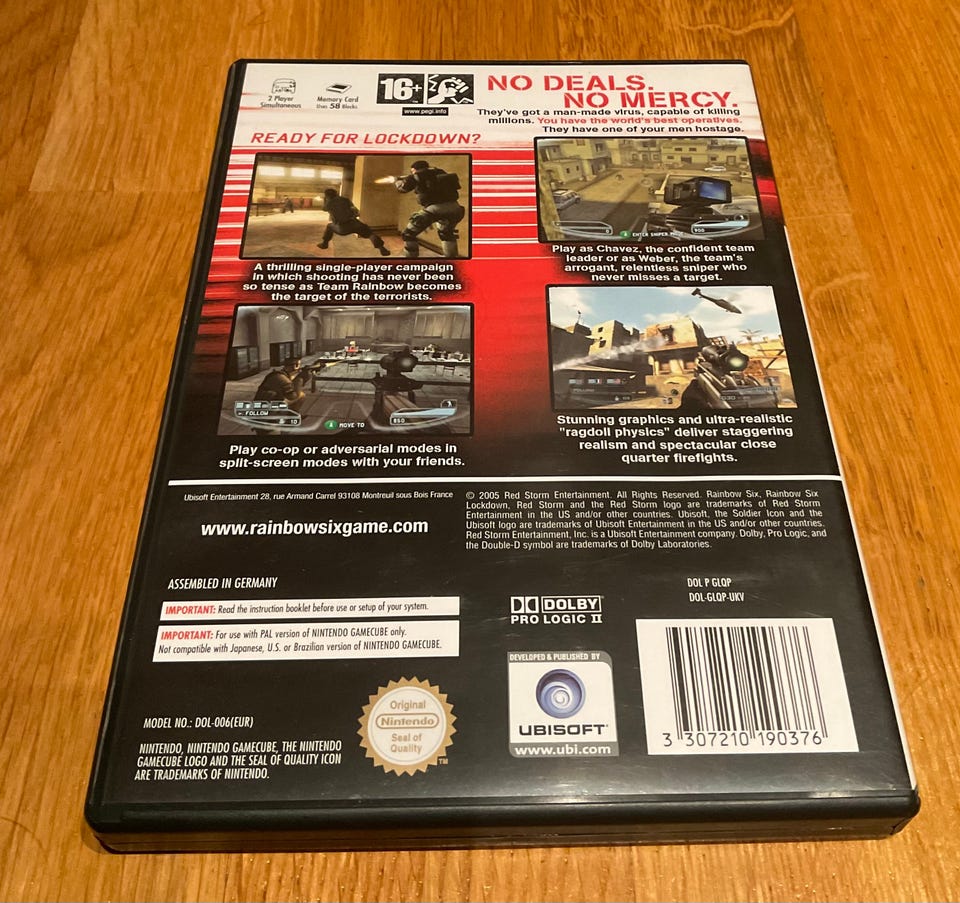 2 Player
Simultaneous
Memory Card
Uses 58 Blocks
16+
www.pegi.info
NO DEALS.
NO MERCY.
They've got a man-made virus, capable of killing
millions. You have the world's best operatives.
They have one of your men hostage.
READY FOR LOCKDOWN?
ENTER SNIPER MODE
900
A thrilling single-player campaign
in which shooting has never been
so tense as Team Rainbow becomes
the target of the terrorists.
Play as Chavez, the confident team
leader or as Weber, the team's
arrogant, relentless sniper who
never misses a target.
FOLLOW
10
A MOVE TO
850
Play co-op or adversarial modes in
split-screen modes with your friends.
Stunning graphics and ultra-realistic
"ragdoll physics" deliver staggering
realism and spectacular close
quarter firefights.
Ubisoft Entertainment 28, rue Armand Carrel 93108 Montreuil sous Bois France
www.rainbowsixgame.com
© 2005 Red Storm Entertainment. All Rights Reserved. Rainbow Six, Rainbow Six
Lockdown, Red Storm and the Red Storm logo are trademarks of Red Storm
Entertainment in the US and/or other countries. Ubisoft, the Soldier Icon and the
Ubisoft logo are trademarks of Ubisoft Entertainment in the US and/or other countries.
Red Storm Entertainment, Inc. is a Ubisoft Entertainment company. Dolby, Pro Logic, and
the Double-D symbol are trademarks of Dolby Laboratories.
ASSEMBLED IN GERMANY
IMPORTANT: Read the instruction booklet before use or setup of your system.
IMPORTANT: For use with PAL version of NINTENDO GAMECUBE only.
Not compatible with Japanese, U.S. or Brazilian version of NINTENDO GAMECUBE.
DOL P GLQP
DOL-GLQP-UKV
DOLBY
PRO LOGIC II
DEVELOPED & PUBLISHED BY
UBISOFT
www.ubi.com
3 307210 190376
MODEL NO.: DOL-006(EUR)
NINTENDO, NINTENDO GAMECUBE, THE NINTENDO
GAMECUBE LOGO AND THE SEAL OF QUALITY ICON
ARE TRADEMARKS OF NINTENDO.
Original
Nintendo
Seal of
Quality
TM